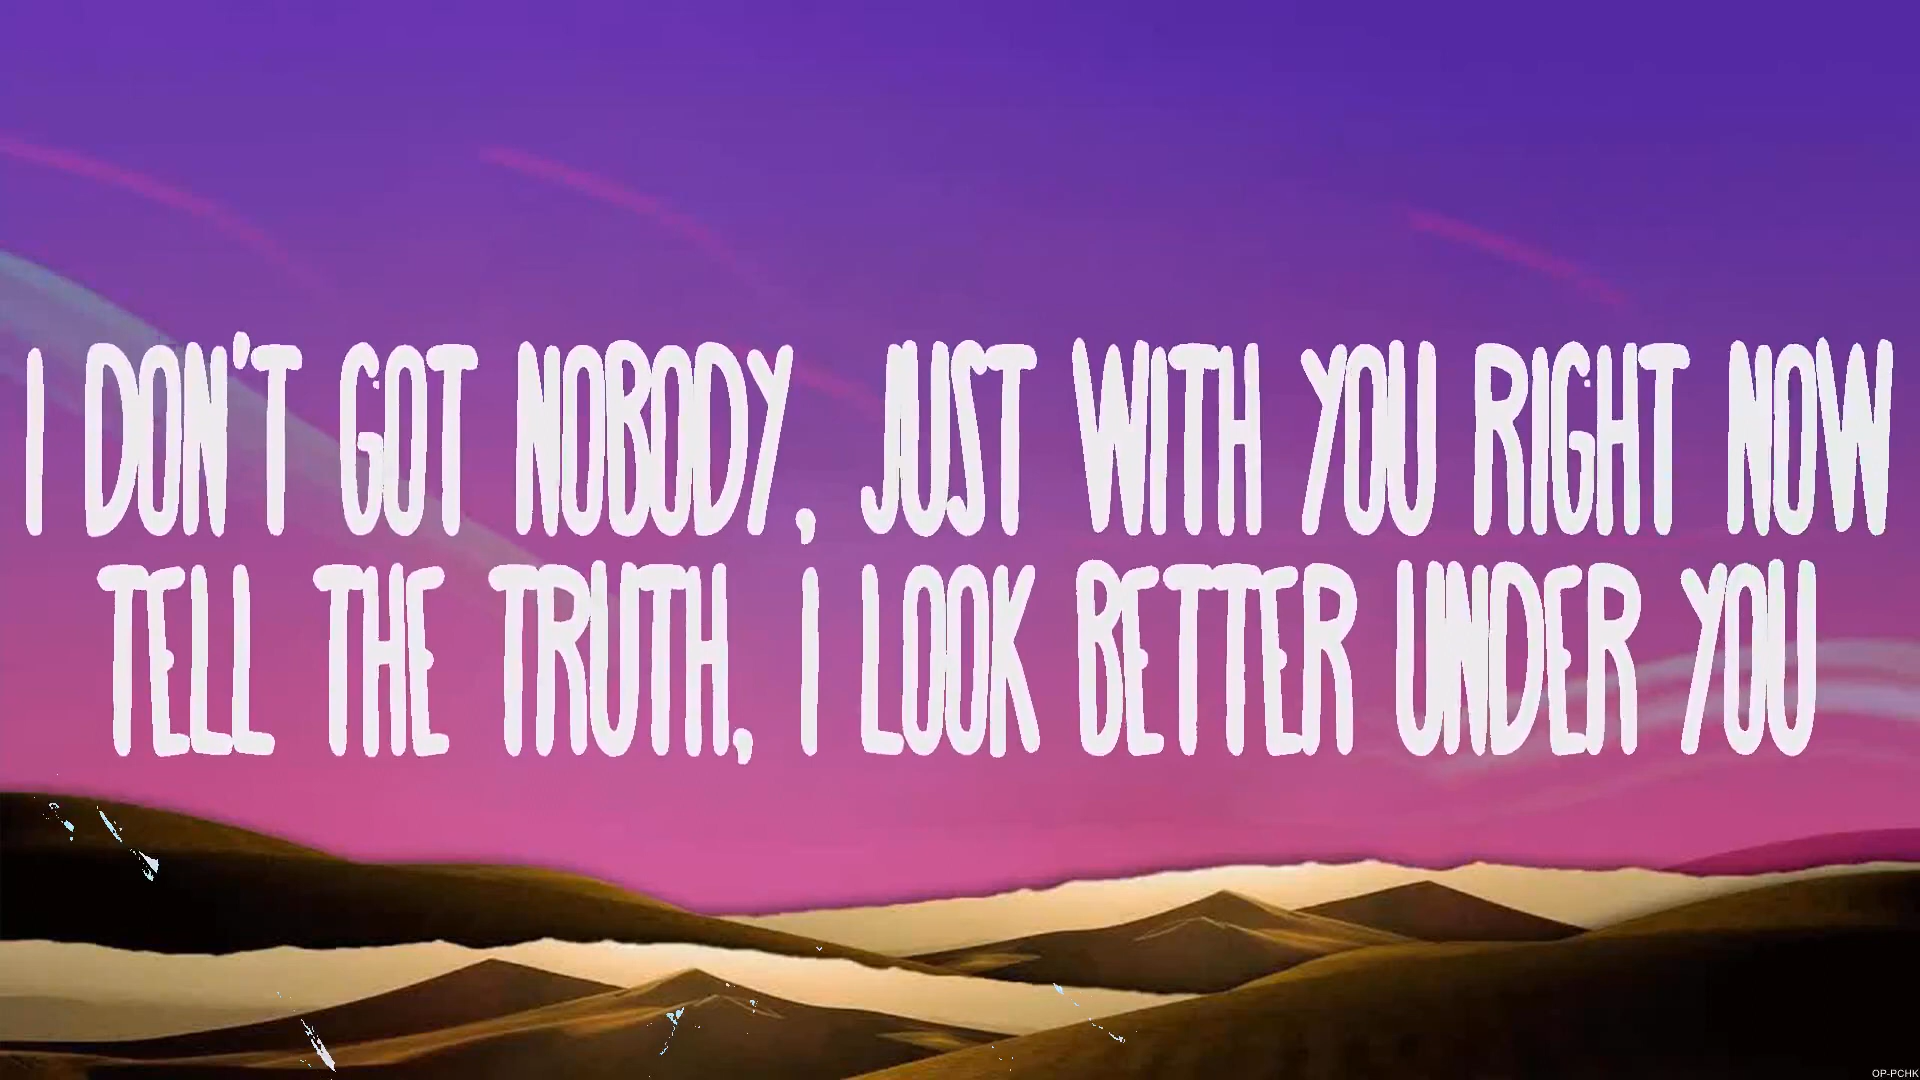 I DON'T GOT NOBODY, JUST WITH YOU RIGHT NOW
TELL THE TRUTH, I LOOK BETTER UNDER YOU
OP-PCHK